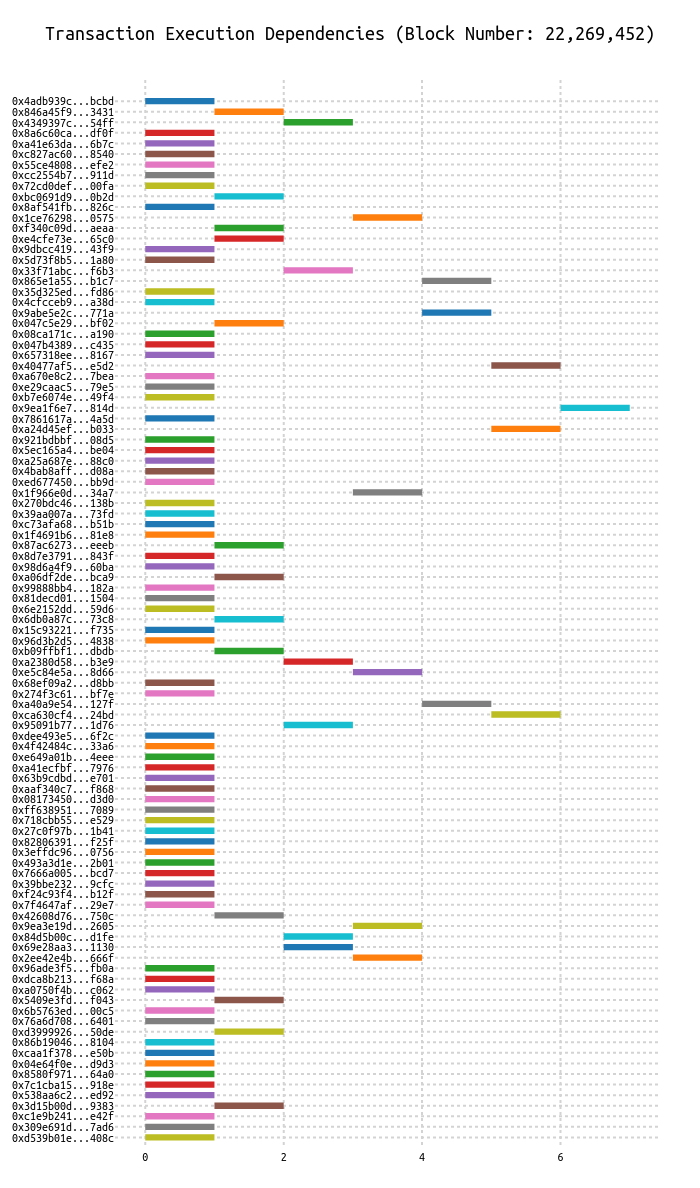 Transaction Execution Dependencies (Block Number: 22,269,452)
0x4adb939c...bcbd
0x846a45f9...3431
0x4349397c...54ff
0x8a6c60ca...df0f
0xa41e63da...6b7c
0xc827ac60...8540
0x55ce4808...efe2
0xcc2554b7...911d
0x72cd0def...00fa
0xbc0691d9...0b2d
0x8af541fb...826c
0x1ce76298...0575
0xf340c09d...aeaa
0xe4cfe73e...65c0
0x9dbcc419...43f9
0x5d73f8b5...1a80
0x33f71abc...f6b3
0x865e1a55...b1c7
0x35d325ed...fd86
0x4cfcceb9...a38d
0x9abe5e2c...771a
0x047c5e29...bf02
0x08ca171c...a190
0x047b4389...c435
0x657318ee...8167
0x40477af5...e5d2
0xa670e8c2...7bea
0xe29caac5...79e5
0xb7e6074e...49f4
0x9ea1f6e7...814d
0x7861617a...4a5d
0xa24d45ef...b033
0x921bdbbf...08d5
0x5ec165a4...be04
0xa25a687e...88c0
0x4bab8aff...d08a
0xed677450...bb9d
0x1f966e0d...34a7
0x270bdc46...138b
0x39aa007a...73fd
0xc73afa68...b51b
0x1f4691b6...81e8
0x87ac6273...eeeb
0x8d7e3791...843f
0x98d6a4f9...60ba
0xa06df2de...bca9
0x99888bb4...182a
0x81decd01...1504
0x6e2152dd...59d6
0x6db0a87c...73c8
0x15c93221...f735
0x96d3b2d5...4838
0xb09ffbf1...dbdb
0xa2380d58...b3e9
0xe5c84e5a...8d66
0x68ef09a2...d8bb
0x274f3c61...bf7e
0xa40a9e54...127f
0xca630cf4...24bd
0x95091b77...1d76
0xdee493e5...6f2c
0x4f42484c...33a6
0xe649a01b...4eee
0xa41ecfbf...7976
0x63b9cdbd...e701
0xaaf340c7...f868
0x08173450...d3d0
0xff638951...7089
0x718cbb55...e529
0x27c0f97b...1b41
0x82806391...f25f
0x3effdc96...0756
0x493a3d1e...2b01
0x7666a005...bcd7
0x39bbe232...9cfc
0xf24c93f4...b12f
0x7f4647af...29e7
0x42608d76...750c
0x9ea3e19d...2605
0x84d5b00c...d1fe
0x69e28aa3...1130
0x2ee42e4b...666f
0x96ade3f5...fb0a
0xdca8b213...f68a
0xa0750f4b...c062
0x5409e3fd...f043
0x6b5763ed...00c5
0x76a6d708...6401
0xd3999926...50de
0x86b19046...8104
0xcaa1f378...e50b
0x04e64f0e...d9d3
0x8580f971...64a0
0x7c1cba15...918e
0x538aa6c2...ed92
0x3d15b00d...9383
0xc1e9b241...e42f
0x309e691d...7ad6
0xd539b01e...408c
0 2 4 6